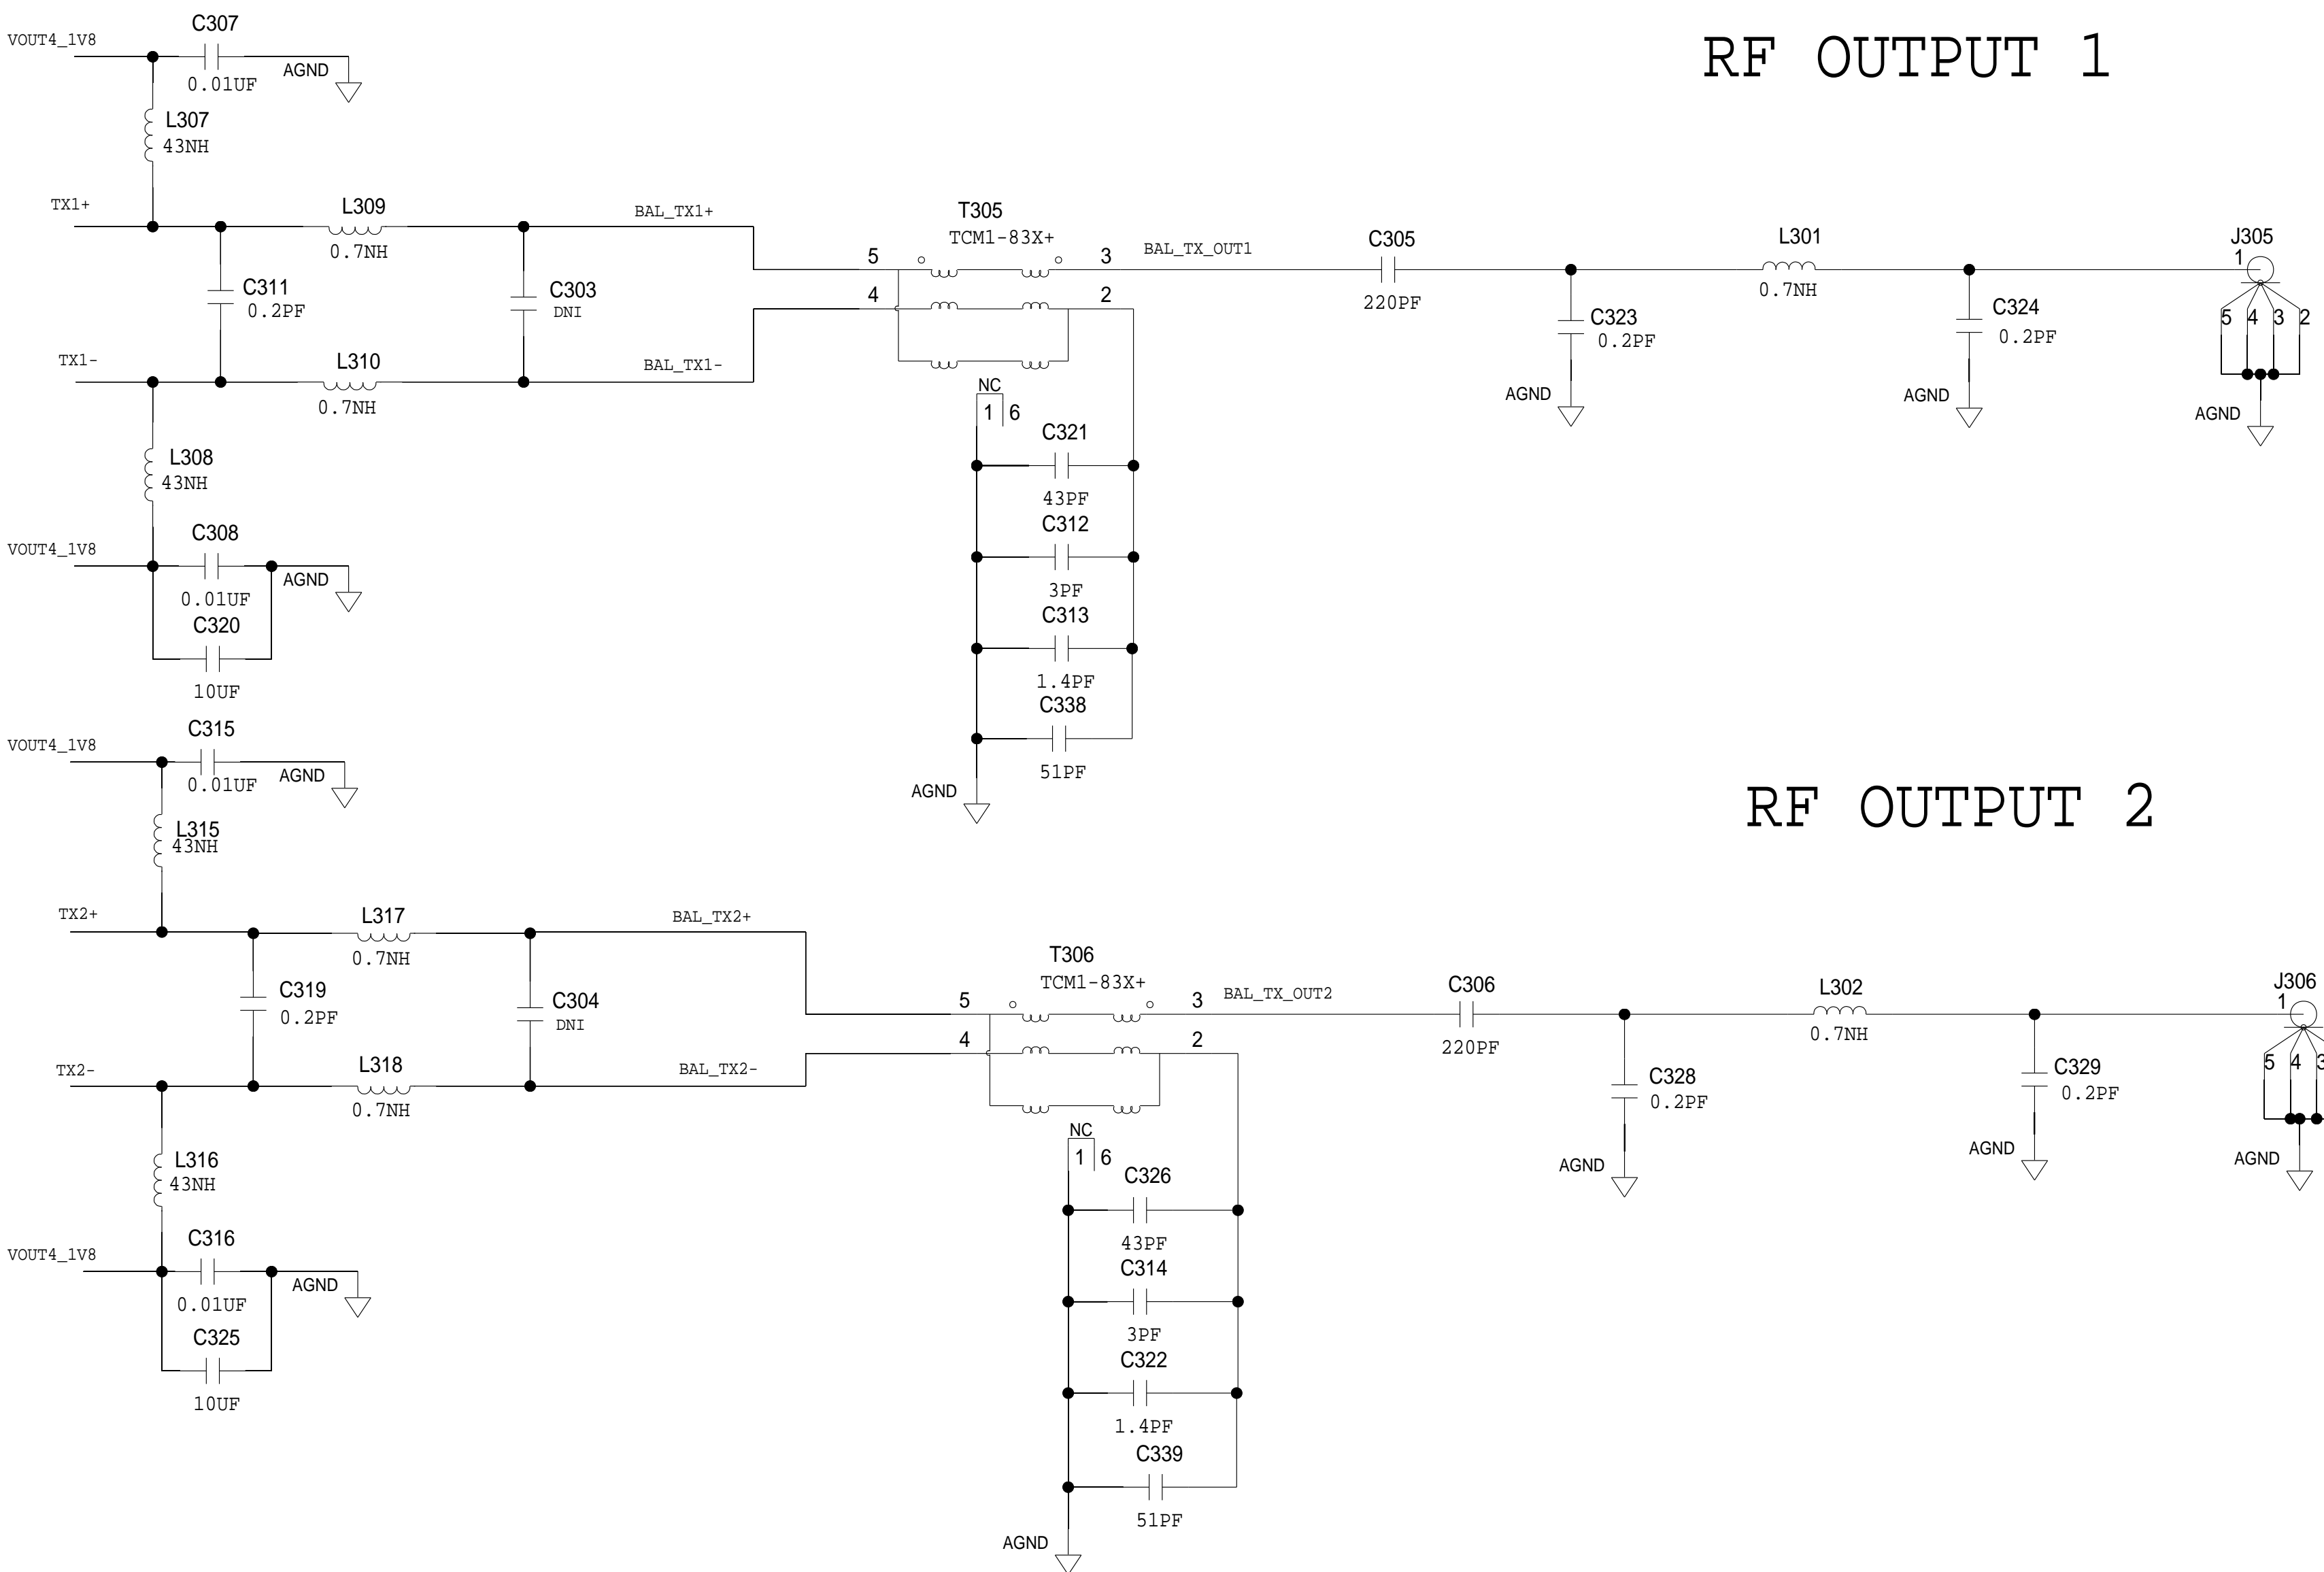 RF OUTPUT 1
VOUT4_1V8
C307
0.01UF
AGND
L307
43NH
TX1+
L309
0.7NH
BAL_TX1+
C311
0.2PF
C303
DNI
TX1-
L310
0.7NH
BAL_TX1-
L308
43NH
VOUT4_1V8
C308
0.01UF
AGND
C320
10UF
T305
TCM1-83X+
5
3
4
2
BAL_TX_OUT1
NC
1
6
C321
43PF
C312
3PF
C313
1.4PF
C338
51PF
AGND
C305
220PF
C323
0.2PF
AGND
L301
0.7NH
C324
0.2PF
AGND
J305
1
5
4
3
2
AGND
RF OUTPUT 2
VOUT4_1V8
C315
0.01UF
AGND
L315
43NH
TX2+
L317
0.7NH
BAL_TX2+
C319
0.2PF
C304
DNI
TX2-
L318
0.7NH
BAL_TX2-
L316
43NH
VOUT4_1V8
C316
0.01UF
AGND
C325
10UF
T306
TCM1-83X+
5
3
4
2
BAL_TX_OUT2
NC
1
6
C326
43PF
C314
3PF
C322
1.4PF
C339
51PF
AGND
C306
220PF
C328
0.2PF
AGND
L302
0.7NH
C329
0.2PF
AGND
J306
1
5
4
3
AGND